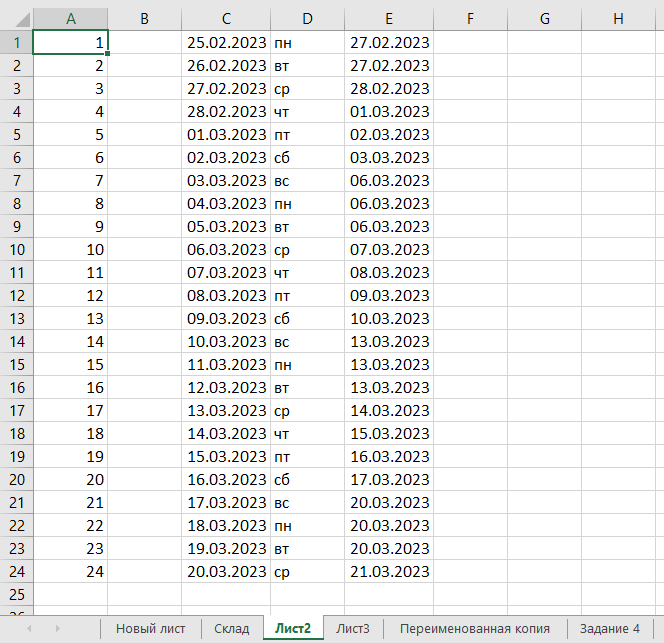 A B C D E F G H
1 1 25.02.2023 пн 27.02.2023
2 2 26.02.2023 вт 27.02.2023
3 3 27.02.2023 ср 28.02.2023
4 4 28.02.2023 чт 01.03.2023
5 5 01.03.2023 пт 02.03.2023
6 6 02.03.2023 сб 03.03.2023
7 7 03.03.2023 вс 06.03.2023
8 8 04.03.2023 пн 06.03.2023
9 9 05.03.2023 вт 06.03.2023
10 10 06.03.2023 ср 07.03.2023
11 11 07.03.2023 чт 08.03.2023
12 12 08.03.2023 пт 09.03.2023
13 13 09.03.2023 сб 10.03.2023
14 14 10.03.2023 вс 13.03.2023
15 15 11.03.2023 пн 13.03.2023
16 16 12.03.2023 вт 13.03.2023
17 17 13.03.2023 ср 14.03.2023
18 18 14.03.2023 чт 15.03.2023
19 19 15.03.2023 пт 16.03.2023
20 20 16.03.2023 сб 17.03.2023
21 21 17.03.2023 вс 20.03.2023
22 22 18.03.2023 пн 20.03.2023
23 23 19.03.2023 вт 20.03.2023
24 24 20.03.2023 ср 21.03.2023
25
Новый лист Склад Лист2 Лист3 Переименованная копия Задание 4